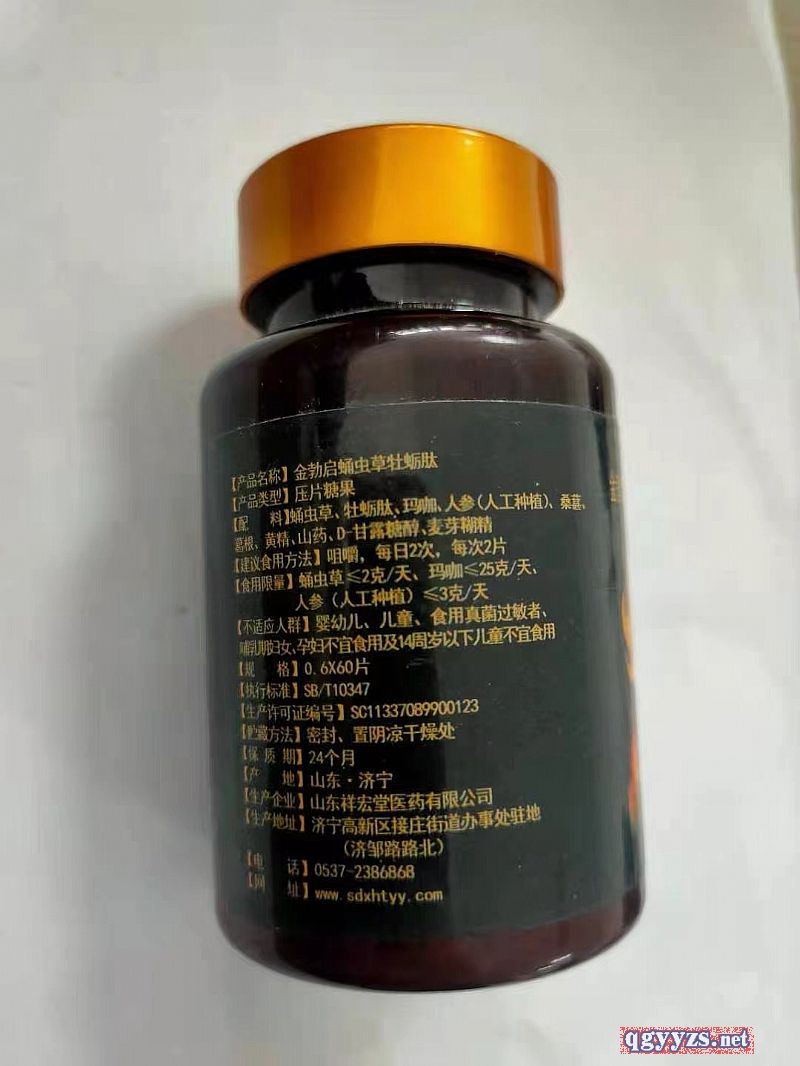 【产品名称】金勃启蛹虫草牡蛎肽
【产品类型】压片糖果
【配 料】蛹虫草、牡蛎肽、玛咖、人参(人工种植)、桑葚、
葛根、黄精、山药、D-甘露糖醇、麦芽糊精
【建议食用方法】咀嚼，每日2次，每次2片
【食用限量】蛹虫草≤2克/天、玛咖≤25克/天、
人参（人工种植）≤3克/天
【不适应人群】婴幼儿、儿童、食用真菌过敏者、
哺乳期妇女、孕妇不宜食用及14周岁以下儿童不宜食用
【规 格】0.6X60片
【执行标准】SB/T10347
【生产许可证编号】SC11337089900123
【贮藏方法】密封、置阴凉干燥处
【保 质 期】24个月
【产 地】山东·济宁
【生产企业】山东祥宏堂医药有限公司
【生产地址】济宁高新区接庄街道办事处驻地
（济邹路路北）
【电 话】0537-2386868
【网 址】www.sdxhtyy.com
qgyyzs.net